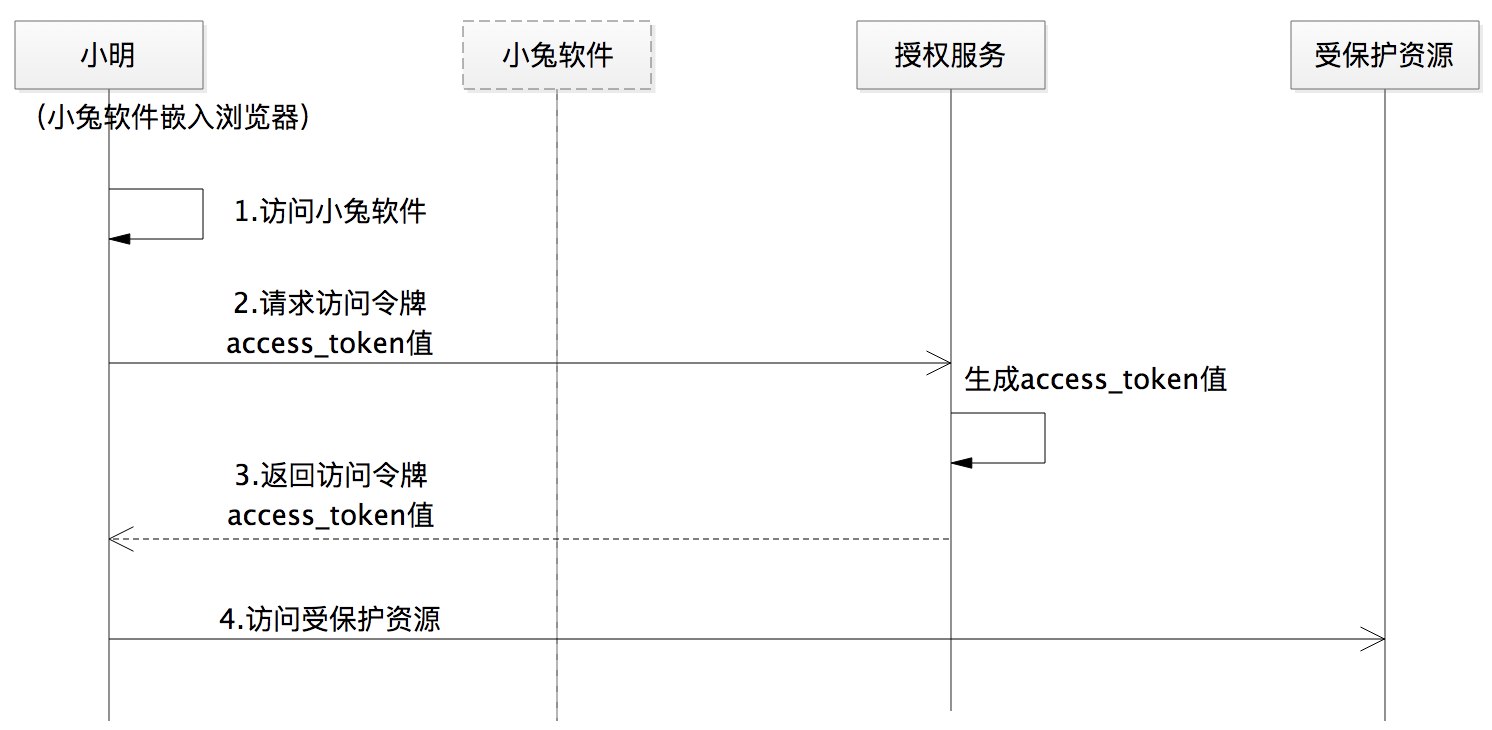 小明
小兔软件
授权服务
受保护资源
(小兔软件嵌入浏览器)
1.访问小兔软件
2.请求访问令牌
access_token值
生成access_token值
3.返回访问令牌
access_token值
4.访问受保护资源